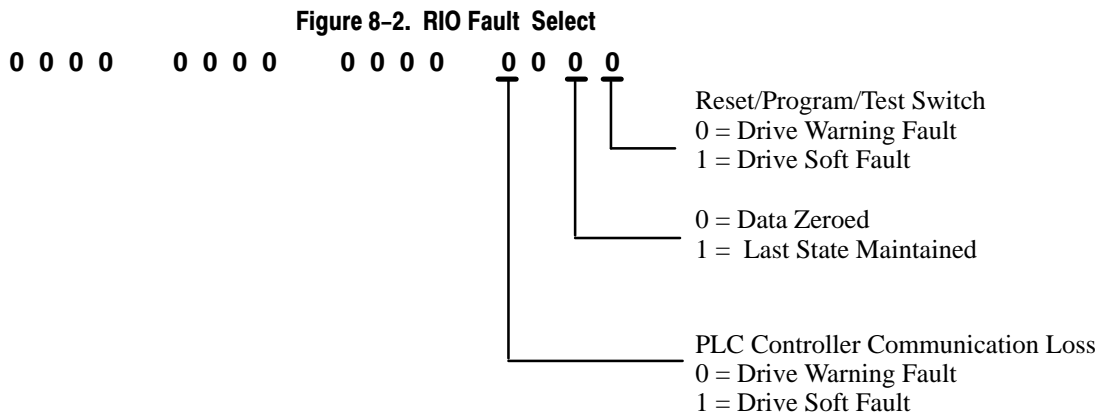 Figure 8–2. RIO Fault Select
0 0 0 0 0 0 0 0 0 0 0 0 0 0 0 0
Reset/Program/Test Switch
0 = Drive Warning Fault
1 = Drive Soft Fault
0 = Data Zeroed
1 = Last State Maintained
PLC Controller Communication Loss
0 = Drive Warning Fault
1 = Drive Soft Fault